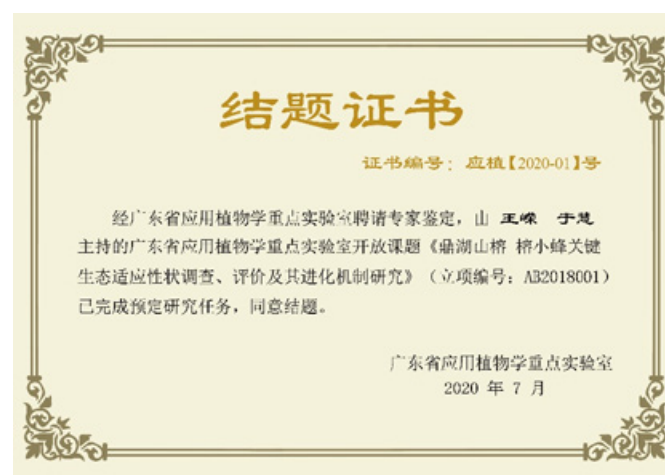 结题证书
证书编号：应植【2020-01】号
经广东省应用植物学重点实验室聘请专家鉴定，由 王嵘 于慧
主持的广东省应用植物学重点实验室开放课题《鼎湖山榕 榕小蜂关键
生态适应性状调查、评价及其进化机制研究》（立项编号：AB2018001）
已完成预定研究任务，同意结题。
广东省应用植物学重点实验室
2020 年 7 月